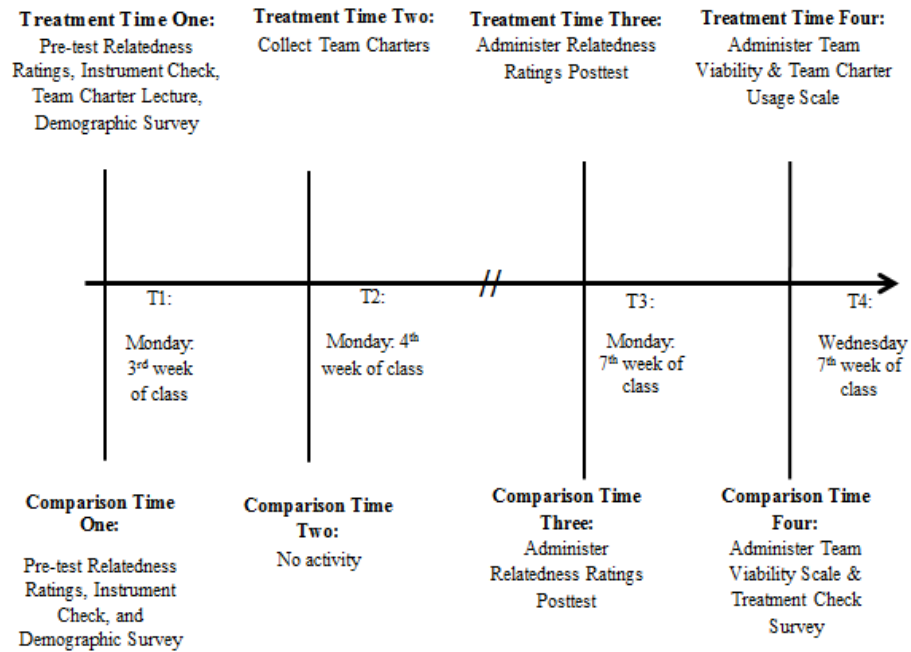 Treatment Time One:
Pre-test Relatedness
Ratings, Instrument Check,
Team Charter Lecture,
Demographic Survey
Treatment Time Two:
Collect Team Charters
Treatment Time Three:
Administer Relatedness
Ratings Posttest
Treatment Time Four:
Administer Team
Viability & Team Charter
Usage Scale
//
T1:
Monday:
3rd week
of class
T2:
Monday: 4th
week of class
T3:
Monday:
7th week of
class
T4:
Wednesday
7th week of
class
Comparison Time
One:
Pre-test Relatedness
Ratings, Instrument
Check, and
Demographic Survey
Comparison Time
Two:
No activity
Comparison Time
Three:
Administer
Relatedness Ratings
Posttest
Comparison Time
Four:
Administer Team
Viability Scale &
Treatment Check
Survey